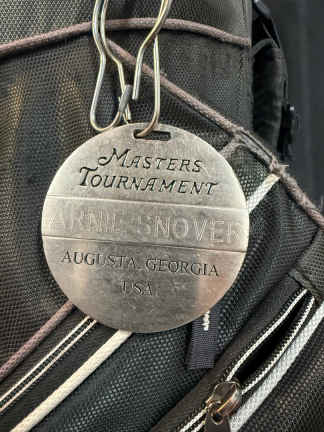 MASTERS
TOURNAMENT
ARNIE SNOVER
AUGUSTA, GEORGIA
USA